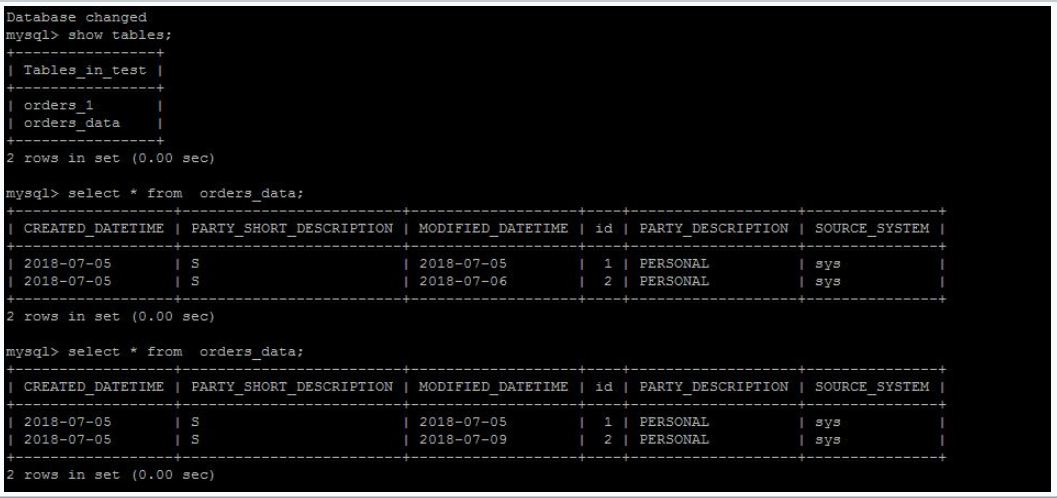 Database changed
mysql> show tables;
+----------------+
| Tables_in_test |
+----------------+
| orders_1       |
| orders_data    |
+----------------+
2 rows in set (0.00 sec)
mysql> select * from  orders_data;
+------------------+-------------------------+-------------------+----+-------------------+---------------+
| CREATED_DATETIME | PARTY_SHORT_DESCRIPTION | MODIFIED_DATETIME | id | PARTY_DESCRIPTION | SOURCE_SYSTEM |
+------------------+-------------------------+-------------------+----+-------------------+---------------+
| 2018-07-05       | S                       | 2018-07-05        |  1 | PERSONAL          | sys           |
| 2018-07-05       | S                       | 2018-07-06        |  2 | PERSONAL          | sys           |
+------------------+-------------------------+-------------------+----+-------------------+---------------+
2 rows in set (0.00 sec)
mysql> select * from  orders_data;
+------------------+-------------------------+-------------------+----+-------------------+---------------+
| CREATED_DATETIME | PARTY_SHORT_DESCRIPTION | MODIFIED_DATETIME | id | PARTY_DESCRIPTION | SOURCE_SYSTEM |
+------------------+-------------------------+-------------------+----+-------------------+---------------+
| 2018-07-05       | S                       | 2018-07-05        |  1 | PERSONAL          | sys           |
| 2018-07-05       | S                       | 2018-07-09        |  2 | PERSONAL          | sys           |
+------------------+-------------------------+-------------------+----+-------------------+---------------+
2 rows in set (0.00 sec)